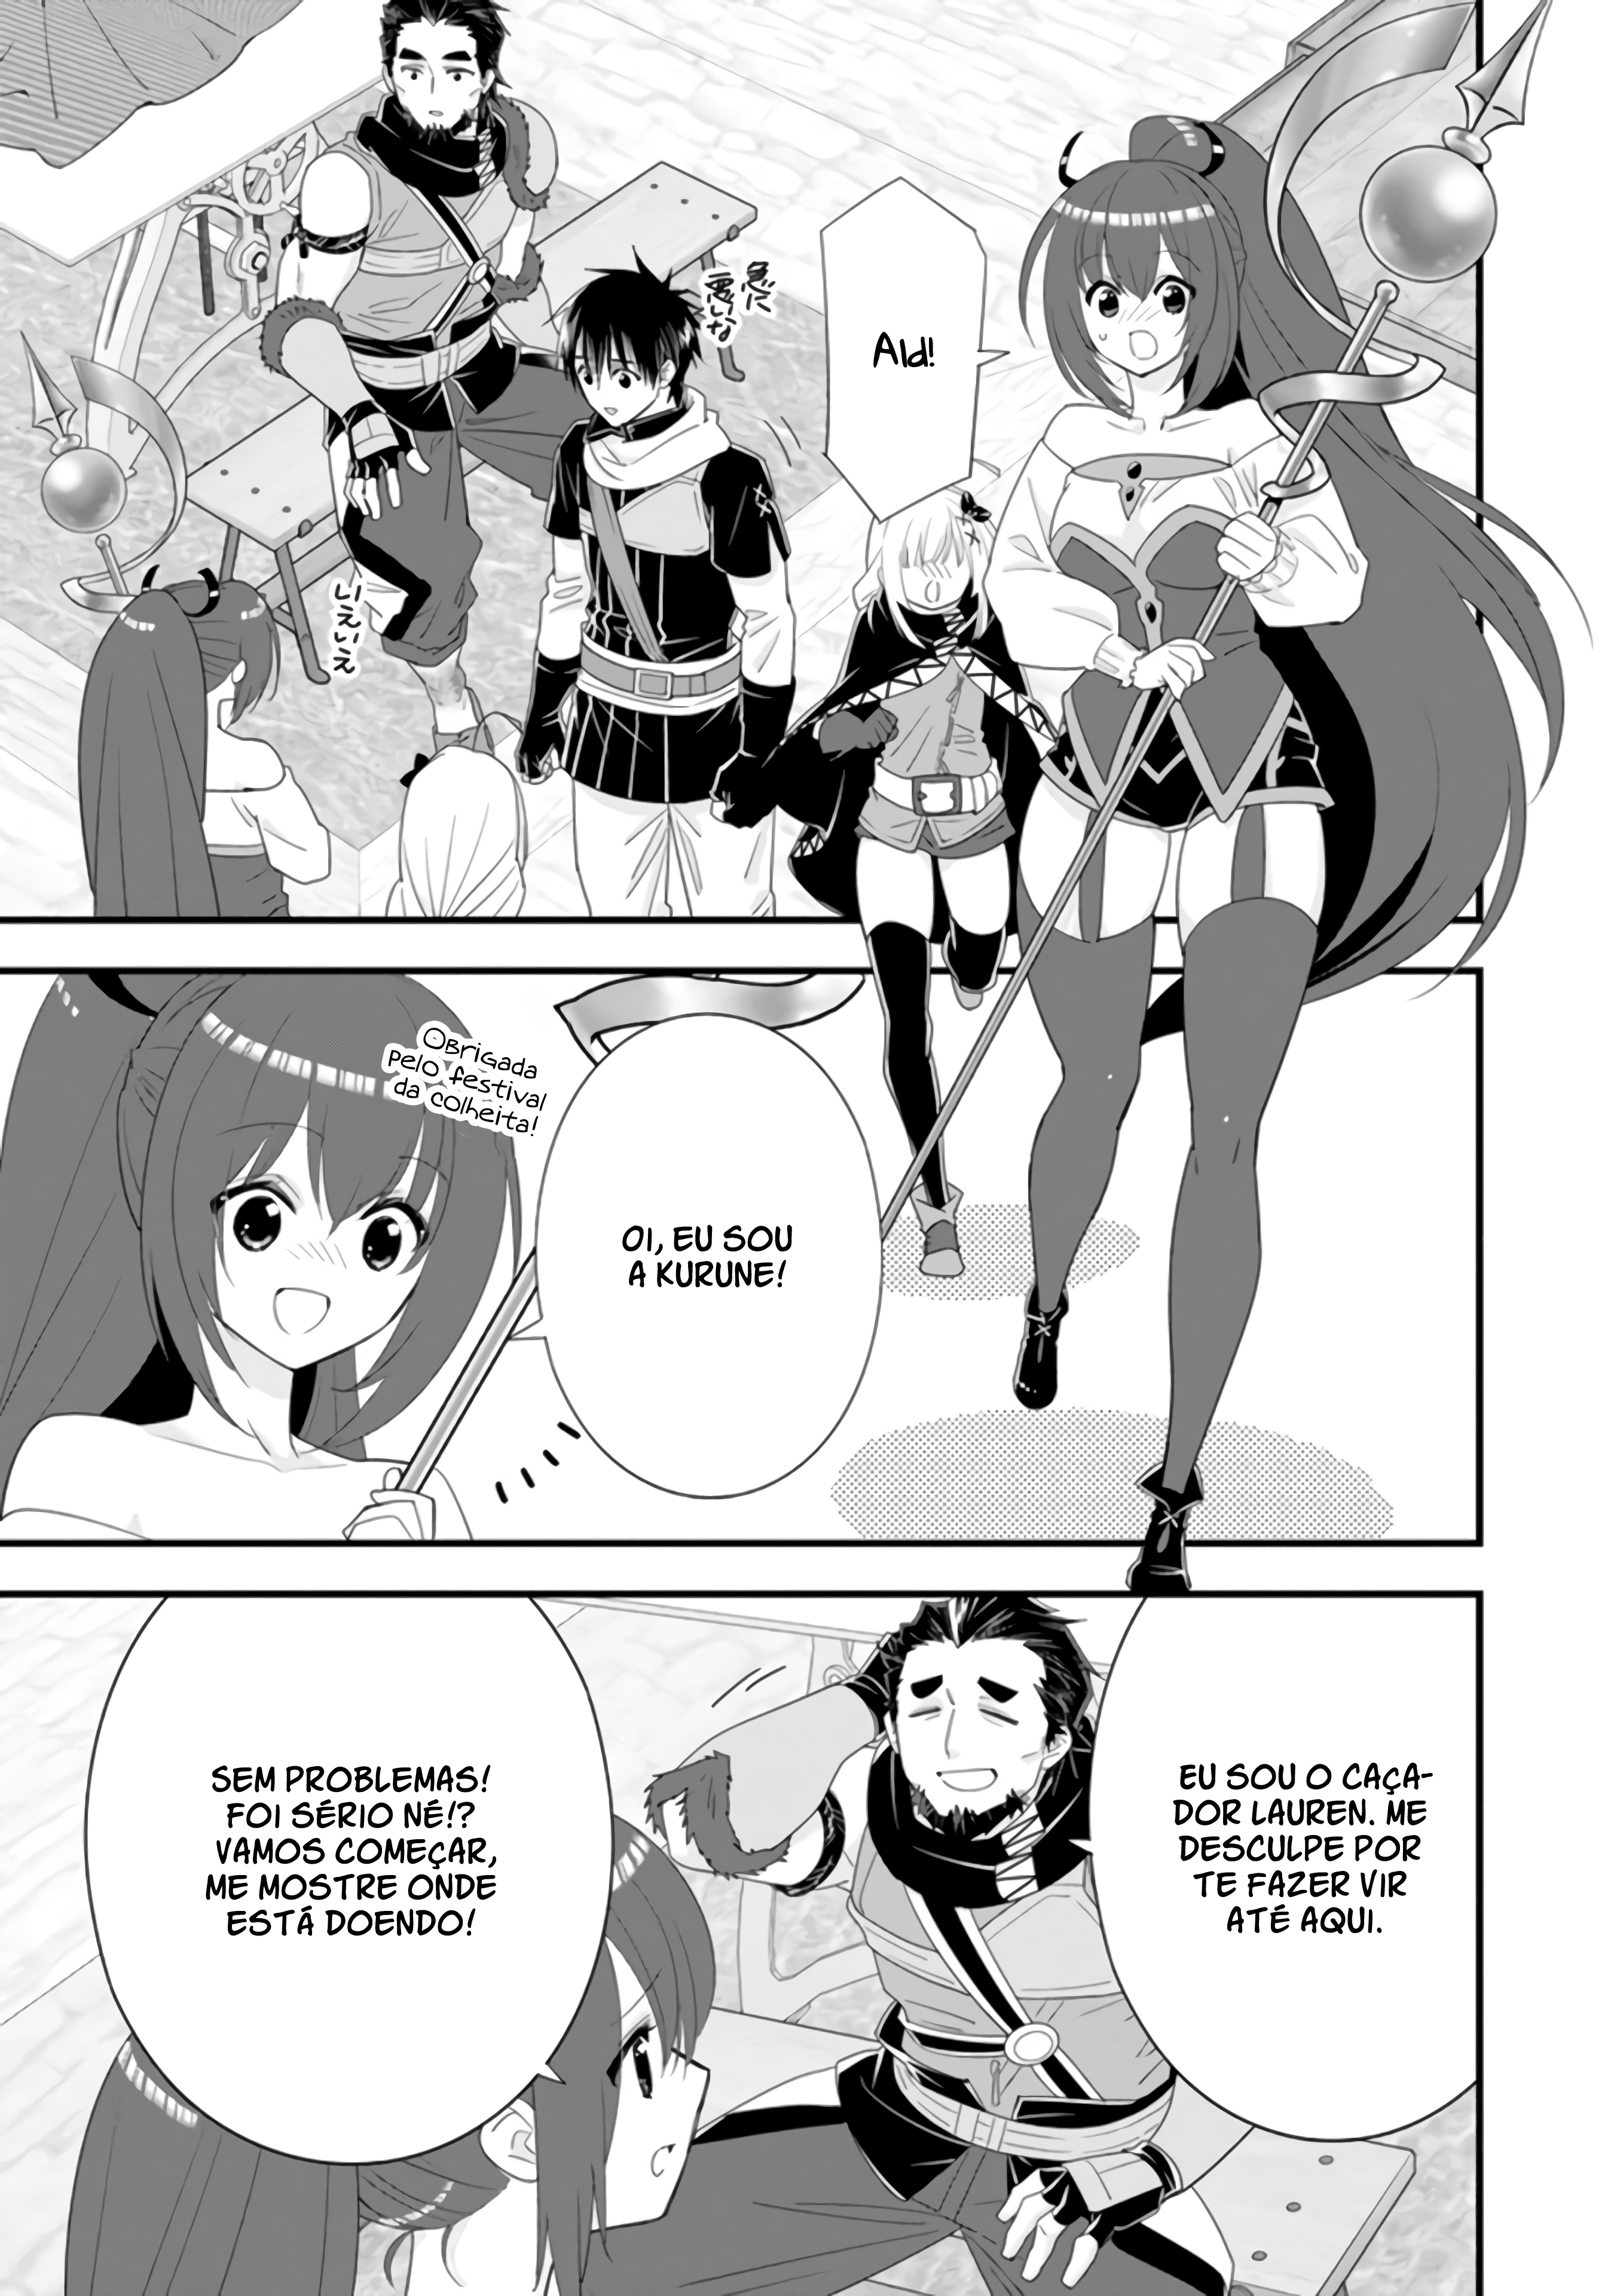 Ald!
急に
悪いな
いえいえ
Obrigada
pelo festival
da colheita!
OI, EU SOU
A KURUNE!
EU SOU O CAÇA-
DOR LAUREN. ME
DESCULPE POR
TE FAZER VIR
ATÉ AQUI.
SEM PROBLEMAS!
FOI SÉRIO NÉ!?
VAMOS COMEÇAR,
ME MOSTRE ONDE
ESTÁ DOENDO!